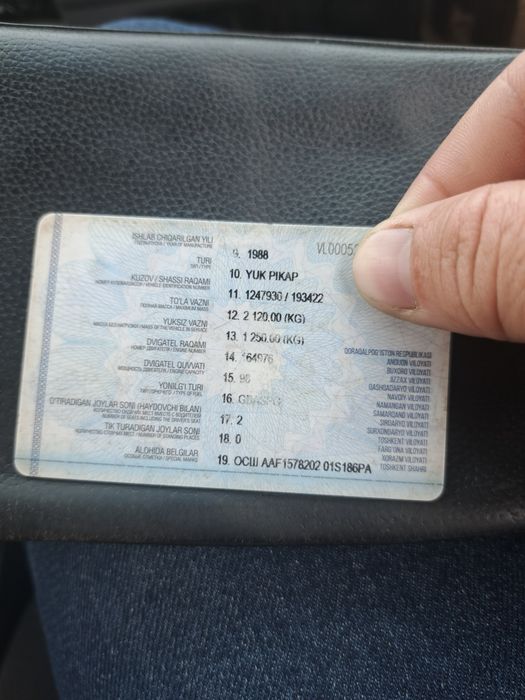 ISHLAB CHIQARILGAN YILI
9. 1988
TURI
10. YUK PIKAP
KUZOV / SHASSI RAQAMI
11. 1247936 / 193422
TO'LA VAZNI
12. 2 120.00 (KG)
YUKSIZ VAZNI
13. 1 250.00 (KG)
DVIGATEL RAQAMI
14.
DVIGATEL QUVVATI
15. 98
YONILG'I TURI
16.
O'TIRADIGAN JOYLAR SONI (HAYDOVCHI BILAN)
17. 2
TIK TURADIGAN JOYLAR SONI
18. 0
ALOHIDA BELGILAR
19. ОСШ AAF1578202 01S186PA
QORAQALPOG'ISTON RESPUBLIKASI
ANDIJON VILOYATI
BUXORO VILOYATI
JIZZAX VILOYATI
QASHQADARYO VILOYATI
NAVOIY VILOYATI
NAMANGAN VILOYATI
SAMARQAND VILOYATI
SIRDARYO VILOYATI
SURXONDARYO VILOYATI
TOSHKENT VILOYATI
FARG'ONA VILOYATI
XORAZM VILOYATI
TOSHKENT SHAHRI